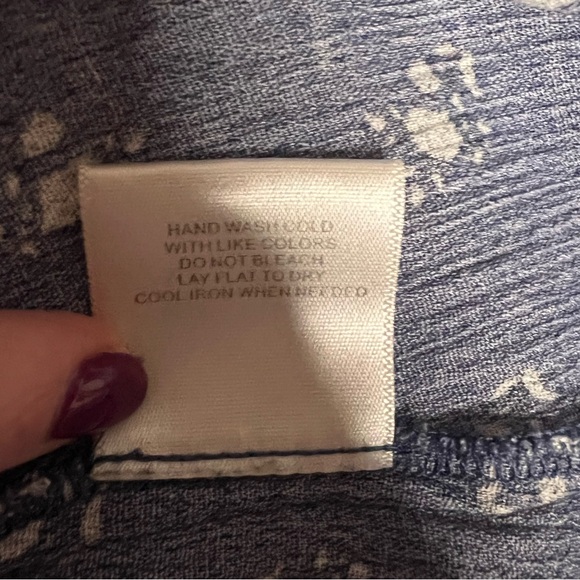 HAND WASH COLD
WITH LIKE COLORS
DO NOT BLEACH
LAY FLAT TO DRY
COOL IRON WHEN NEEDED